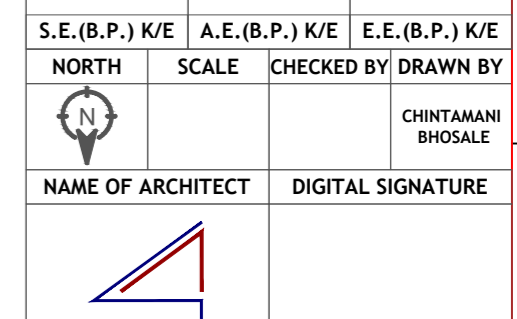 S.E.(B.P.) K/E A.E.(B.P.) K/E E.E.(B.P.) K/E
NORTH SCALE CHECKED BY DRAWN BY
N
CHINTAMANI
BHOSALE
NAME OF ARCHITECT DIGITAL SIGNATURE